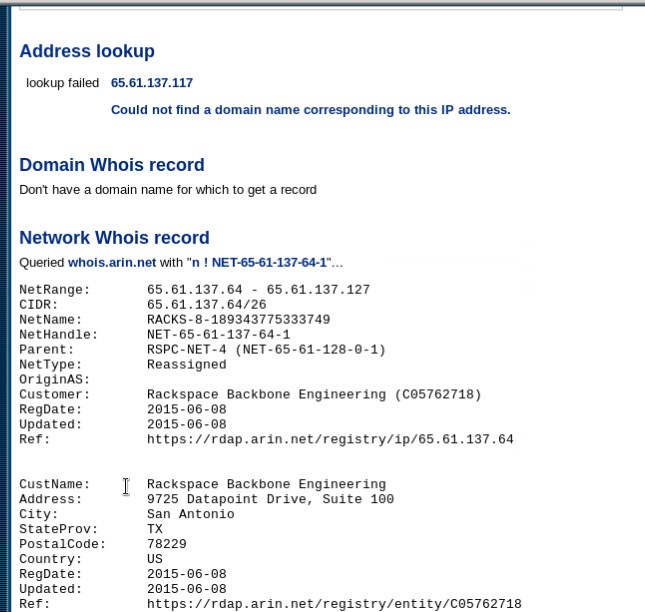 Address lookup
lookup failed 65.61.137.117
Could not find a domain name corresponding to this IP address.
Domain Whois record
Don't have a domain name for which to get a record
Network Whois record
Queried whois.arin.net with "n ! NET-65-61-137-64-1"...
NetRange: 65.61.137.64 - 65.61.137.127
CIDR: 65.61.137.64/26
NetName: RACKS-8-189343775333749
NetHandle: NET-65-61-137-64-1
Parent: RSPC-NET-4 (NET-65-61-128-0-1)
NetType: Reassigned
OriginAS:
Customer: Rackspace Backbone Engineering (C05762718)
RegDate: 2015-06-08
Updated: 2015-06-08
Ref: https://rdap.arin.net/registry/ip/65.61.137.64
CustName: Rackspace Backbone Engineering
Address: 9725 Datapoint Drive, Suite 100
City: San Antonio
StateProv: TX
PostalCode: 78229
Country: US
RegDate: 2015-06-08
Updated: 2015-06-08
Ref: https://rdap.arin.net/registry/entity/C05762718